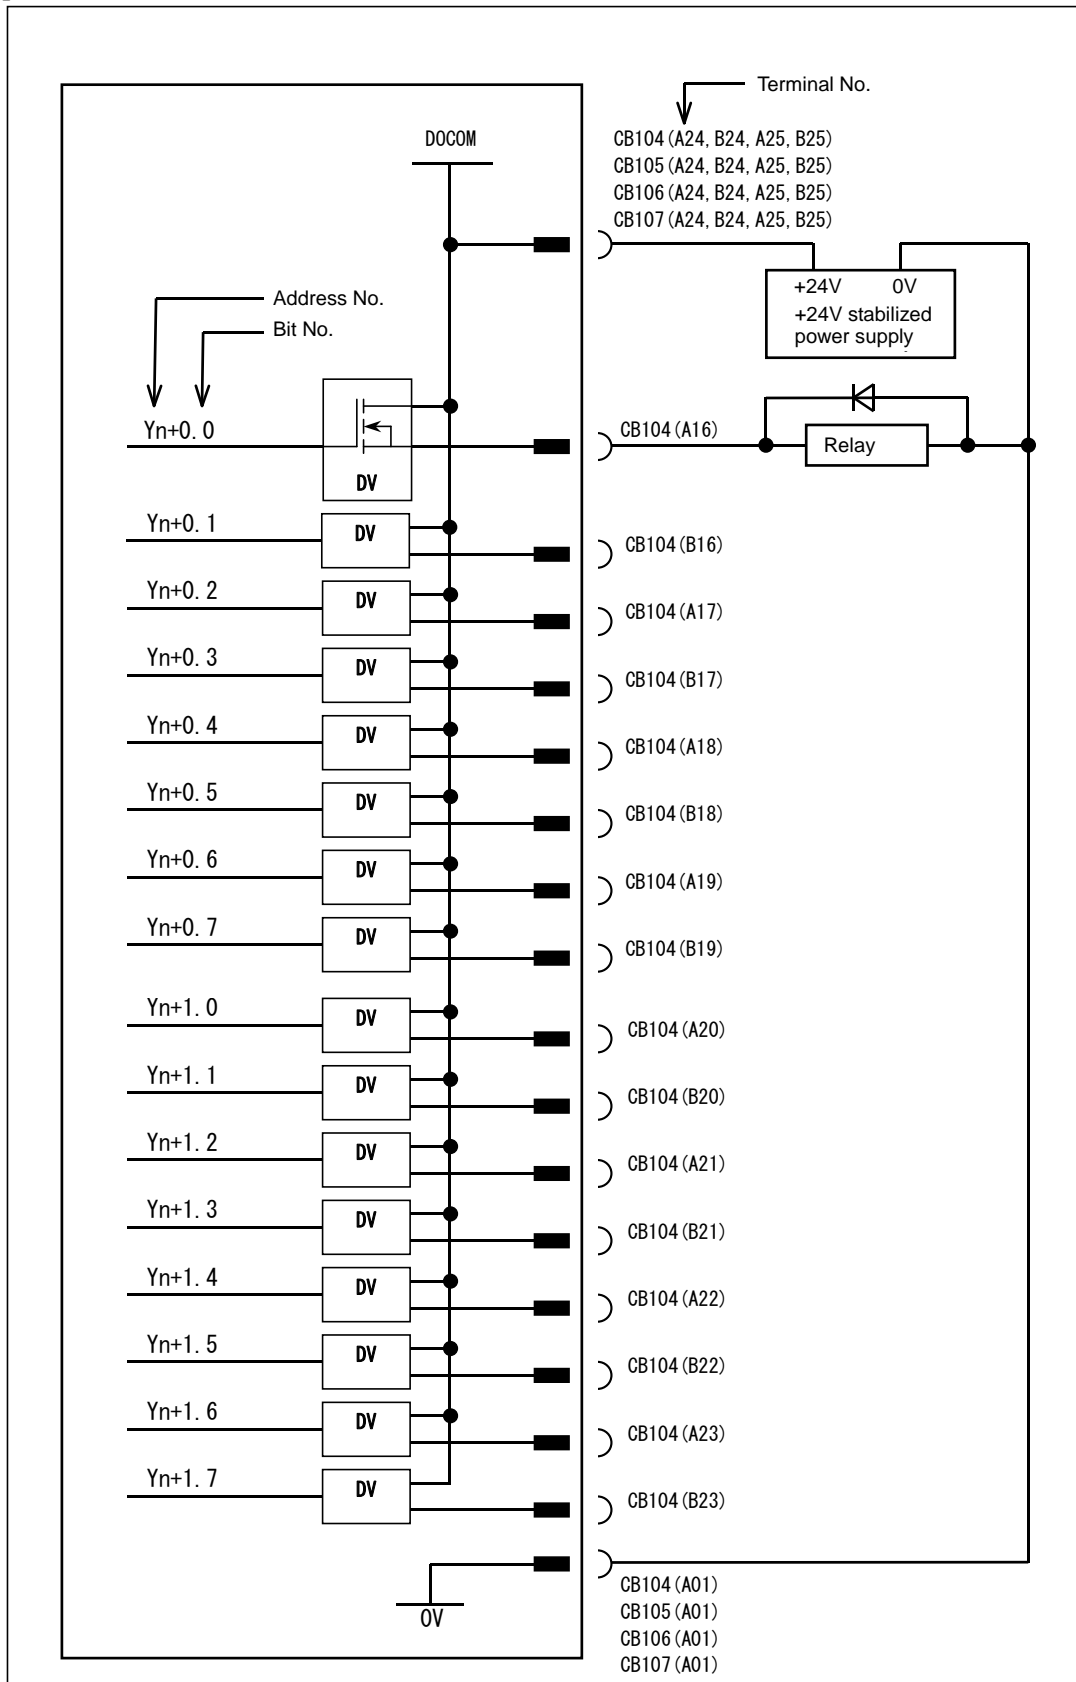 Terminal No.
DOCOM
CB104(A24, B24, A25, B25)
CB105(A24, B24, A25, B25)
CB106(A24, B24, A25, B25)
CB107(A24, B24, A25, B25)
+24V 0V
+24V stabilized
power supply
Address No.
Bit No.
Yn+0.0
DV
CB104(A16)
Relay
Yn+0.1
DV
CB104(B16)
Yn+0.2
DV
CB104(A17)
Yn+0.3
DV
CB104(B17)
Yn+0.4
DV
CB104(A18)
Yn+0.5
DV
CB104(B18)
Yn+0.6
DV
CB104(A19)
Yn+0.7
DV
CB104(B19)
Yn+1.0
DV
CB104(A20)
Yn+1.1
DV
CB104(B20)
Yn+1.2
DV
CB104(A21)
Yn+1.3
DV
CB104(B21)
Yn+1.4
DV
CB104(A22)
Yn+1.5
DV
CB104(B22)
Yn+1.6
DV
CB104(A23)
Yn+1.7
DV
CB104(B23)
0V
CB104(A01)
CB105(A01)
CB106(A01)
CB107(A01)